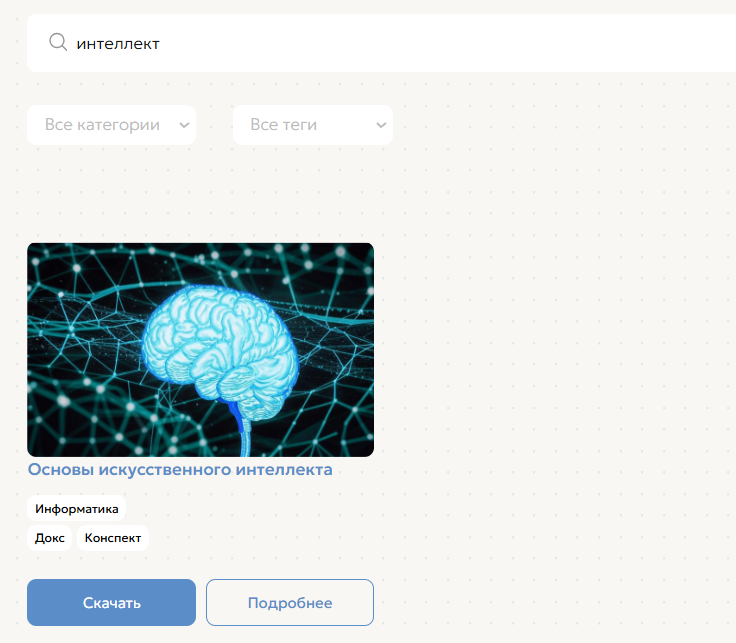 интеллект
Все категории Все теги
Основы искусственного интеллекта
Информатика
Докс Конспект
Скачать Подробнее